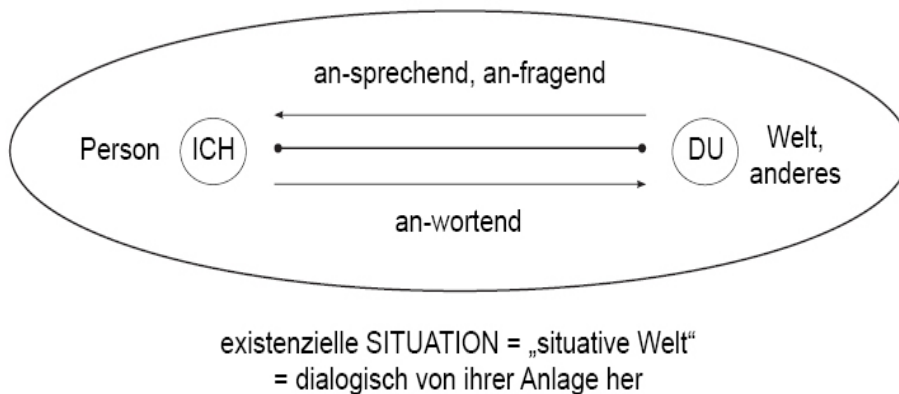 an-sprechend, an-fragend
Person ICH
DU Welt,
anderes
an-wortend
existenzielle SITUATION = „situative Welt“
= dialogisch von ihrer Anlage her